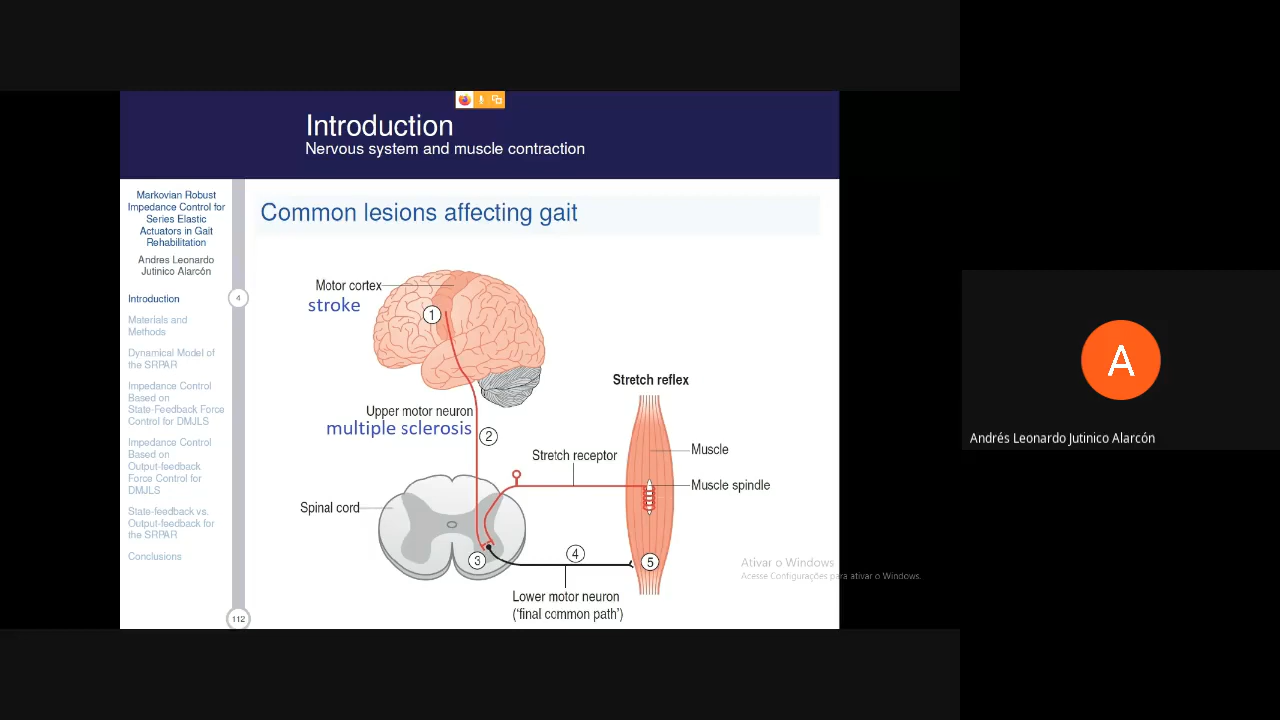 Introduction
Nervous system and muscle contraction
Markovian Robust
Impedance Control for
Series Elastic
Actuators in Gait
Rehabilitation
Andres Leonardo
Jutinico Alarcón
Introduction
4
Materials and
Methods
Dynamical Model of
the SRPAR
Impedance Control
Based on
State-Feedback Force
Control for DMJLS
Impedance Control
Based on
Output-feedback
Force Control for
DMJLS
State-feedback vs.
Output-feedback for
the SRPAR
Conclusions
112
Common lesions affecting gait
Motor cortex
stroke
1
Stretch reflex
Upper motor neuron
multiple sclerosis
2
Stretch receptor
Muscle
Muscle spindle
Spinal cord
3
4
5
Lower motor neuron
(‘final common path’)
Ativar o Windows
Acesse Configurações para ativar o Windows.
A
Andrés Leonardo Jutinico Alarcón